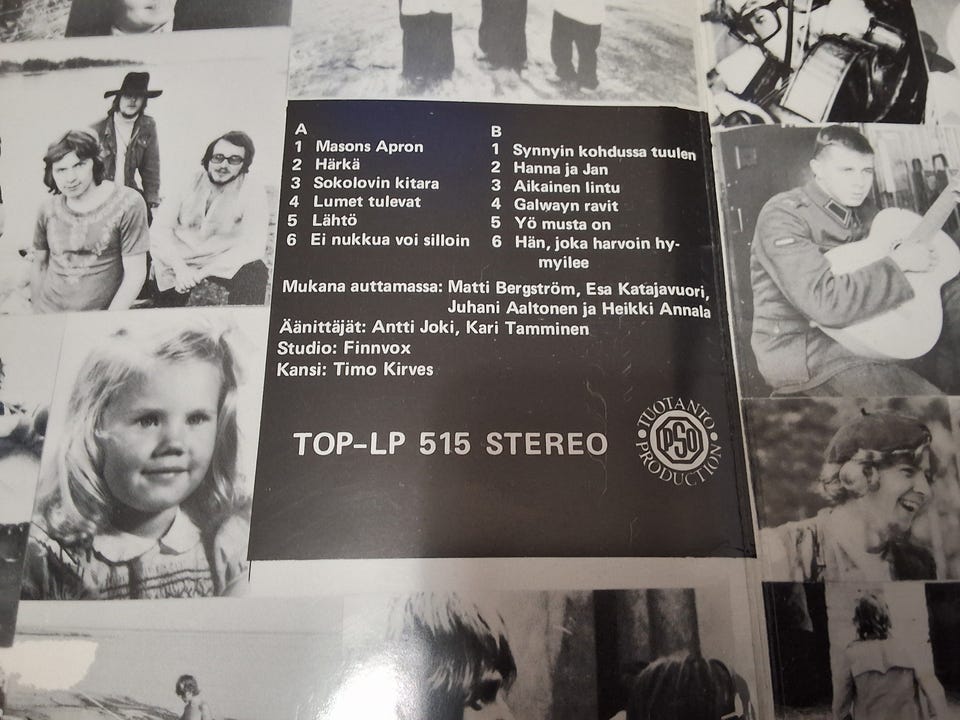 A
1 Masons Apron
2 Härkä
3 Sokolovin kitara
4 Lumet tulevat
5 Lähtö
6 Ei nukkua voi silloin
B
1 Synnyin kohdussa tuulen
2 Hanna ja Jan
3 Aikainen lintu
4 Galwayn ravit
5 Yö musta on
6 Hän, joka harvoin hy-
myilee
Mukana auttamassa: Matti Bergström, Esa Katajavuori,
Juhani Aaltonen ja Heikki Annala
Äänittäjät: Antti Joki, Kari Tamminen
Studio: Finnvox
Kansi: Timo Kirves
TOP-LP 515 STEREO
TUOTANTO
PSO
PRODUCTION